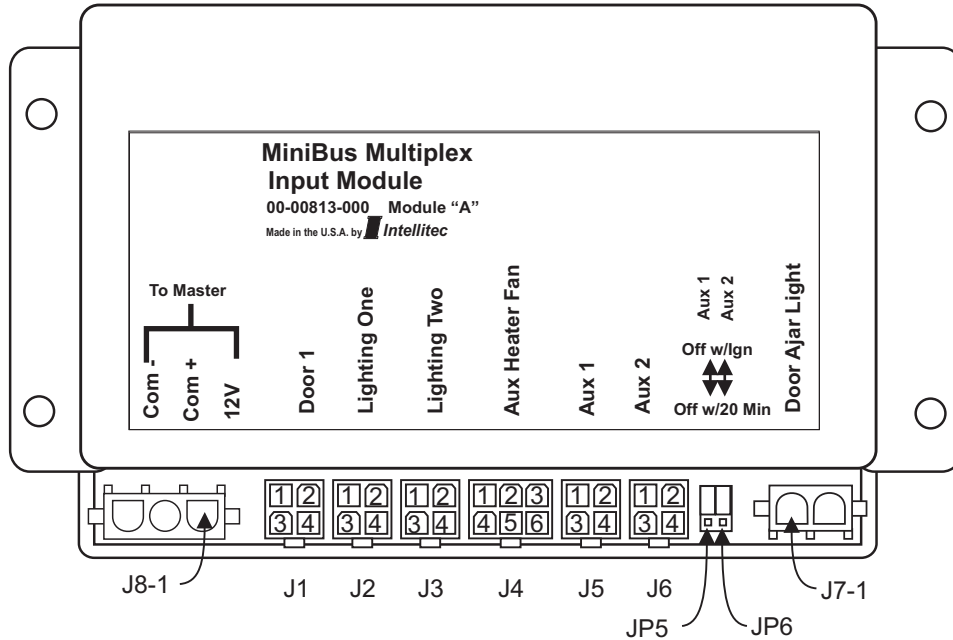 MiniBus Multiplex
Input Module
00-00813-000 Module “A”
Made in the U.S.A. by Intellitec
To Master
Com -
Com +
12V
Door 1
Lighting One
Lighting Two
Aux Heater Fan
Aux 1
Aux 2
Aux 1
Aux 2
Off w/Ign
Off w/20 Min
Door Ajar Light
1 2
3 4
1 2
3 4
1 2
3 4
1 2 3
4 5 6
1 2
3 4
1 2
3 4
J8-1
J1
J2
J3
J4
J5
J6
JP5
JP6
J7-1